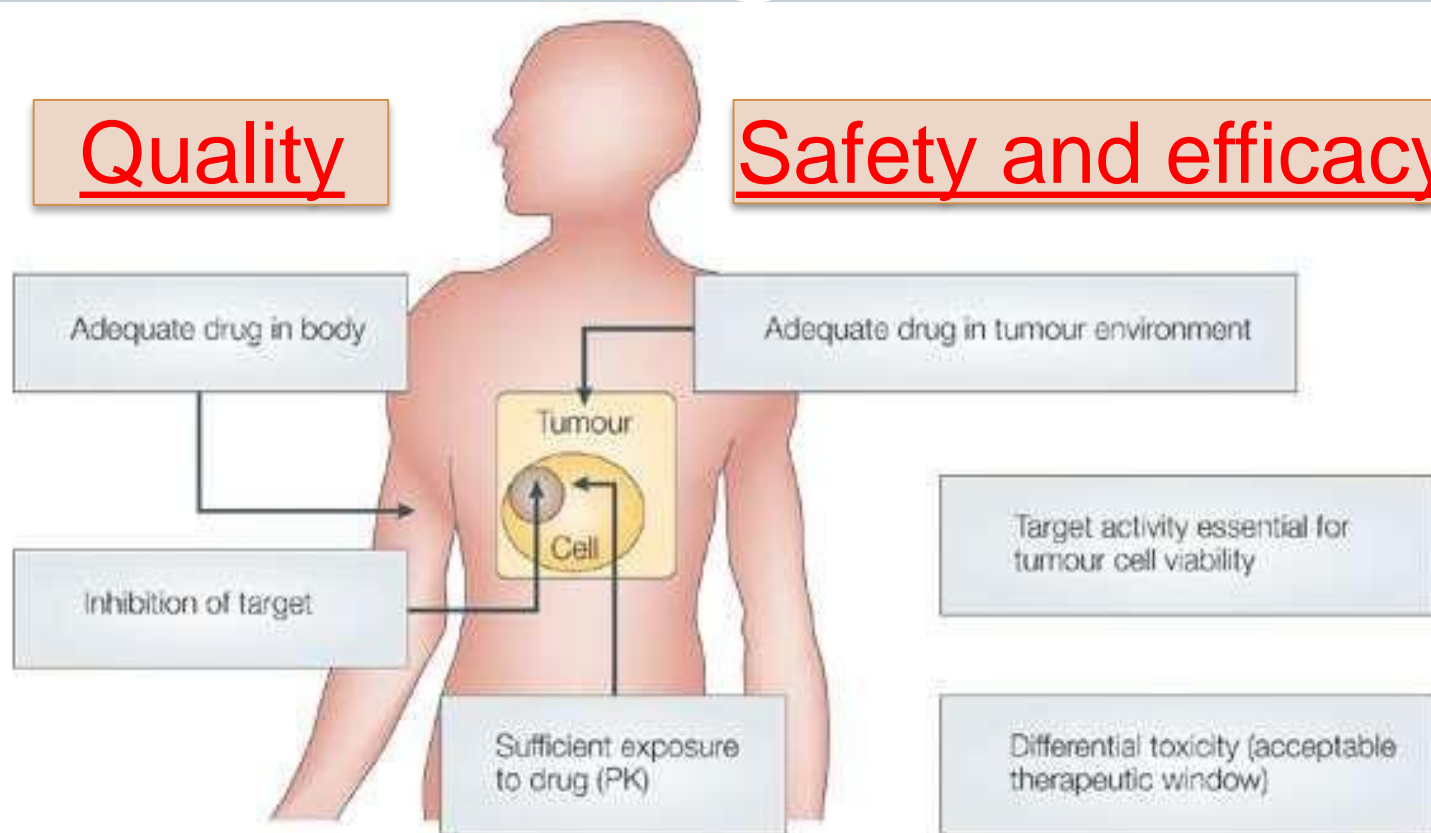 Quality
Safety and efficacy
Adequate drug in body
Adequate drug in tumour environment
Tumour
Cell
Target activity essential for
tumour cell viability
Inhibition of target
Sufficient exposure
to drug (PK)
Differential toxicity (acceptable
therapeutic window)